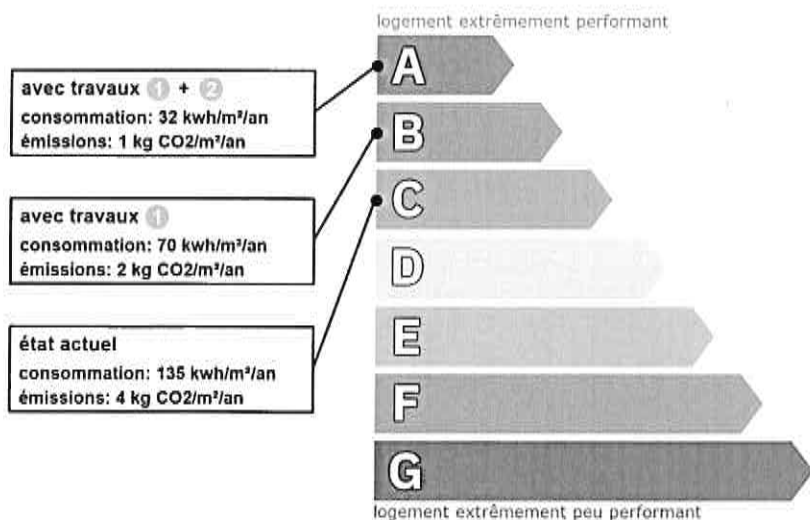 logement extrêmement performant
A
avec travaux 1 + 2
consommation: 32 kwh/m²/an
émissions: 1 kg CO2/m²/an
B
avec travaux 1
consommation: 70 kwh/m²/an
émissions: 2 kg CO2/m²/an
C
D
état actuel
consommation: 135 kwh/m²/an
émissions: 4 kg CO2/m²/an
E
F
G
logement extrêmement peu performant